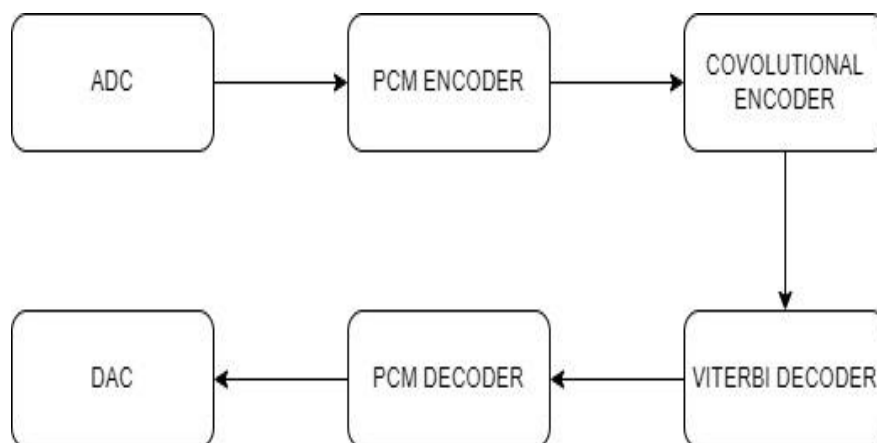 ADC
PCM ENCODER
COVOLUTIONAL
ENCODER
DAC
PCM DECODER
VITERBI DECODER